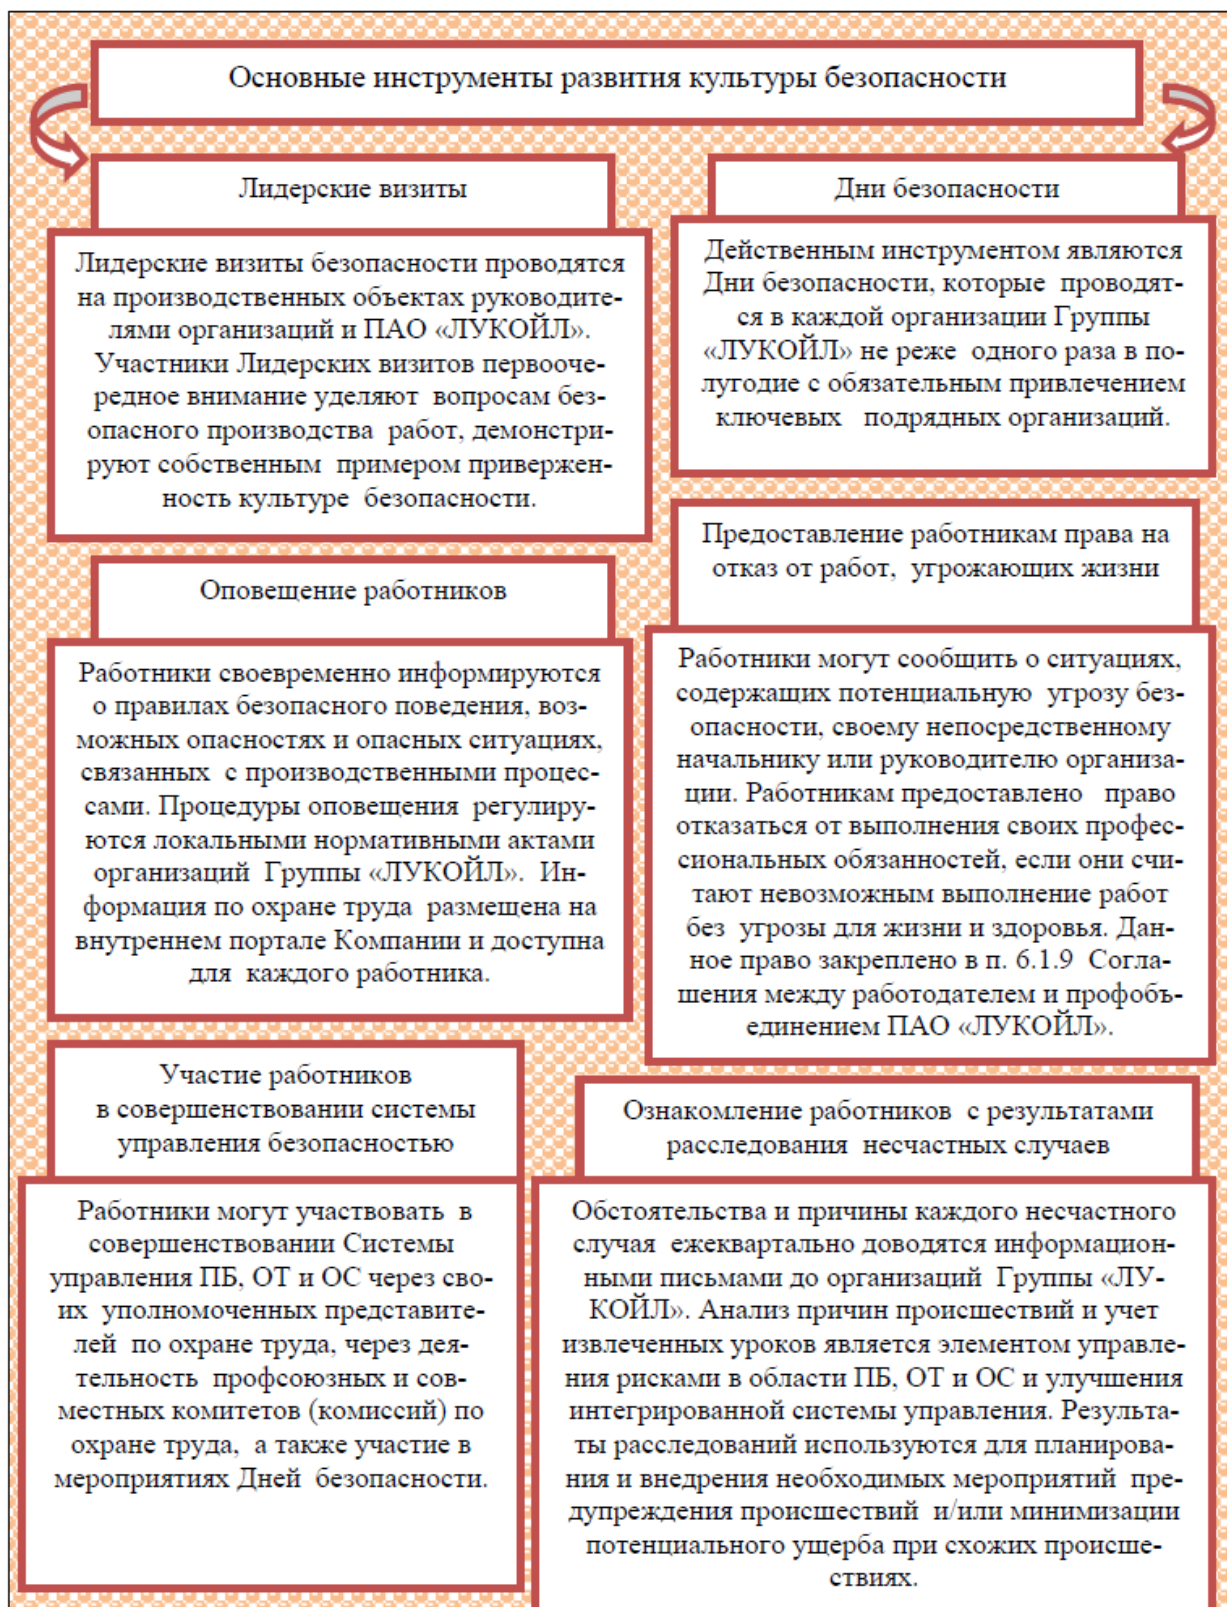 Основные инструменты развития культуры безопасности
Лидерские визиты
Лидерские визиты безопасности проводятся
на производственных объектах руководите-
лями организаций и ПАО «ЛУКОЙЛ».
Участники Лидерских визитов первооче-
редное внимание уделяют вопросам без-
опасного производства работ, демонстри-
руют собственным примером привержен-
ность культуре безопасности.
Дни безопасности
Действенным инструментом являются
Дни безопасности, которые проводят-
ся в каждой организации Группы
«ЛУКОЙЛ» не реже одного раза в по-
лугодие с обязательным привлечением
ключевых подрядных организаций.
Оповещение работников
Работники своевременно информируются
о правилах безопасного поведения, воз-
можных опасностях и опасных ситуациях,
связанных с производственными процес-
сами. Процедуры оповещения регулиру-
ются локальными нормативными актами
организаций Группы «ЛУКОЙЛ». Ин-
формация по охране труда размещена на
внутреннем портале Компании и доступна
для каждого работника.
Предоставление работникам права на
отказ от работ, угрожающих жизни
Работники могут сообщить о ситуациях,
содержащих потенциальную угрозу без-
опасности, своему непосредственному
начальнику или руководителю организа-
ции. Работникам предоставлено право
отказаться от выполнения своих профес-
сиональных обязанностей, если они счи-
тают невозможным выполнение работ
без угрозы для жизни и здоровья. Дан-
ное право закреплено в п. 6.1.9 Согла-
шения между работодателем и профобъ-
единением ПАО «ЛУКОЙЛ».
Участие работников
в совершенствовании системы
управления безопасностью
Работники могут участвовать в
совершенствовании Системы
управления ПБ, ОТ и ОС через сво-
их уполномоченных представите-
лей по охране труда, через дея-
тельность профсоюзных и сов-
местных комитетов (комиссий) по
охране труда, а также участие в
мероприятиях Дней безопасности.
Ознакомление работников с результатами
расследования несчастных случаев
Обстоятельства и причины каждого несчастного
случая ежеквартально доводятся информацион-
ными письмами до организаций Группы «ЛУ-
КОЙЛ». Анализ причин происшествий и учет
извлеченных уроков является элементом управле-
ния рисками в области ПБ, ОТ и ОС и улучшения
интегрированной системы управления. Результа-
ты расследований используются для планирова-
ния и внедрения необходимых мероприятий пре-
дупреждения происшествий и/или минимизации
потенциального ущерба при схожих происше-
ствиях.